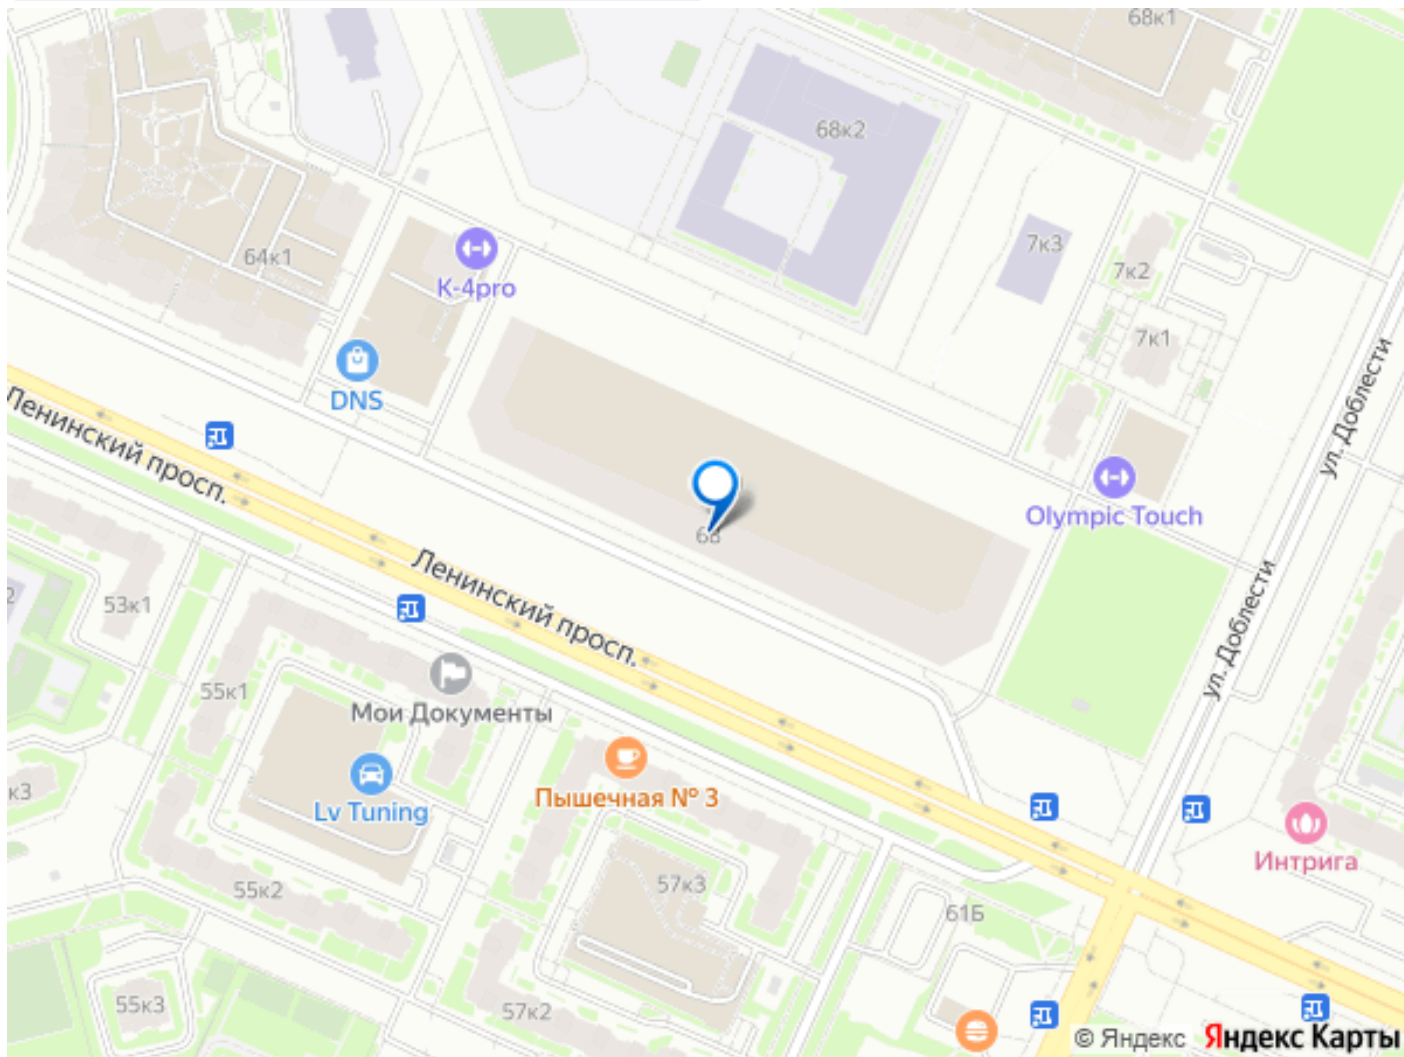 68к1
68к2
7к3
7к2
64к1
K-4pro
7к1
DNS
ул. Доблести
Ленинский просп.
Olympic Touch
Ленинский просп.
53к1
ул. Доблести
55к1
Мои Документы
Пышечная № 3
к3
Lv Tuning
Интрига
55к2
57к3
61Б
55к3
57к2
© Яндекс Яндекс Карты